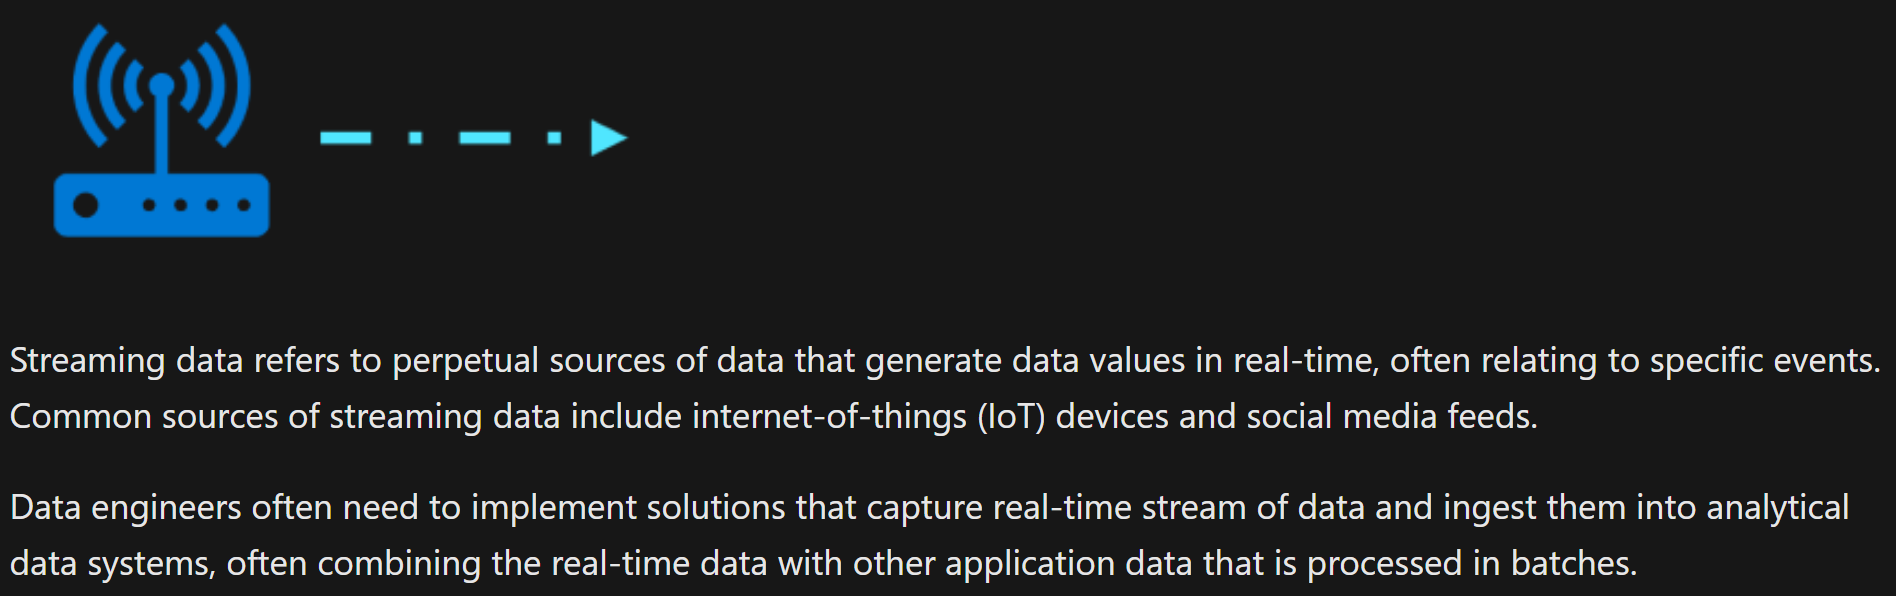 Streaming data refers to perpetual sources of data that generate data values in real-time, often relating to specific events.
Common sources of streaming data include internet-of-things (IoT) devices and social media feeds.
Data engineers often need to implement solutions that capture real-time stream of data and ingest them into analytical
data systems, often combining the real-time data with other application data that is processed in batches.